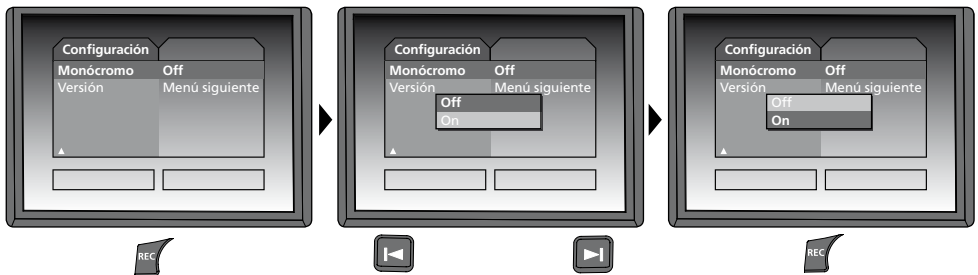 Configuración
Monócromo Off
Versión Menú siguiente
REC
Configuración
Monócromo Off
Versión Menú siguiente
Off
On
Configuración
Monócromo Off
Versión Menú siguiente
Off
On
REC